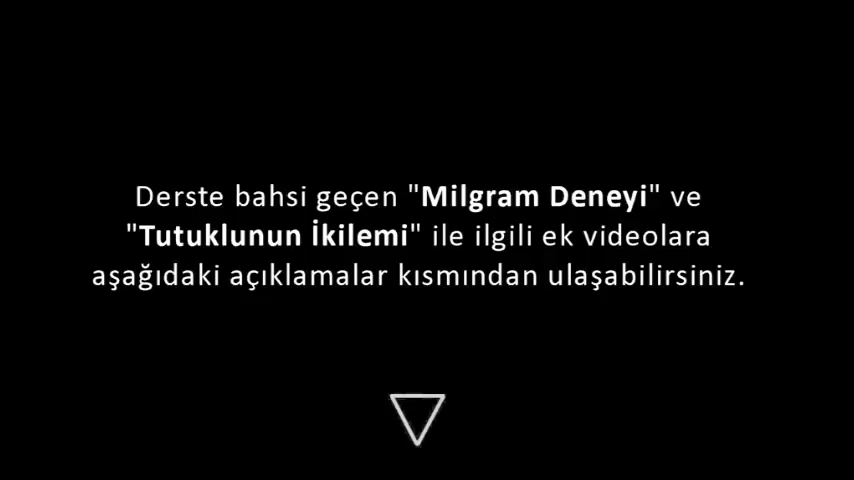 Derste bahsi geçen "Milgram Deneyi" ve
"Tutuklunun İkilemi" ile ilgili ek videolara
aşağıdaki açıklamalar kısmından ulaşabilirsiniz.